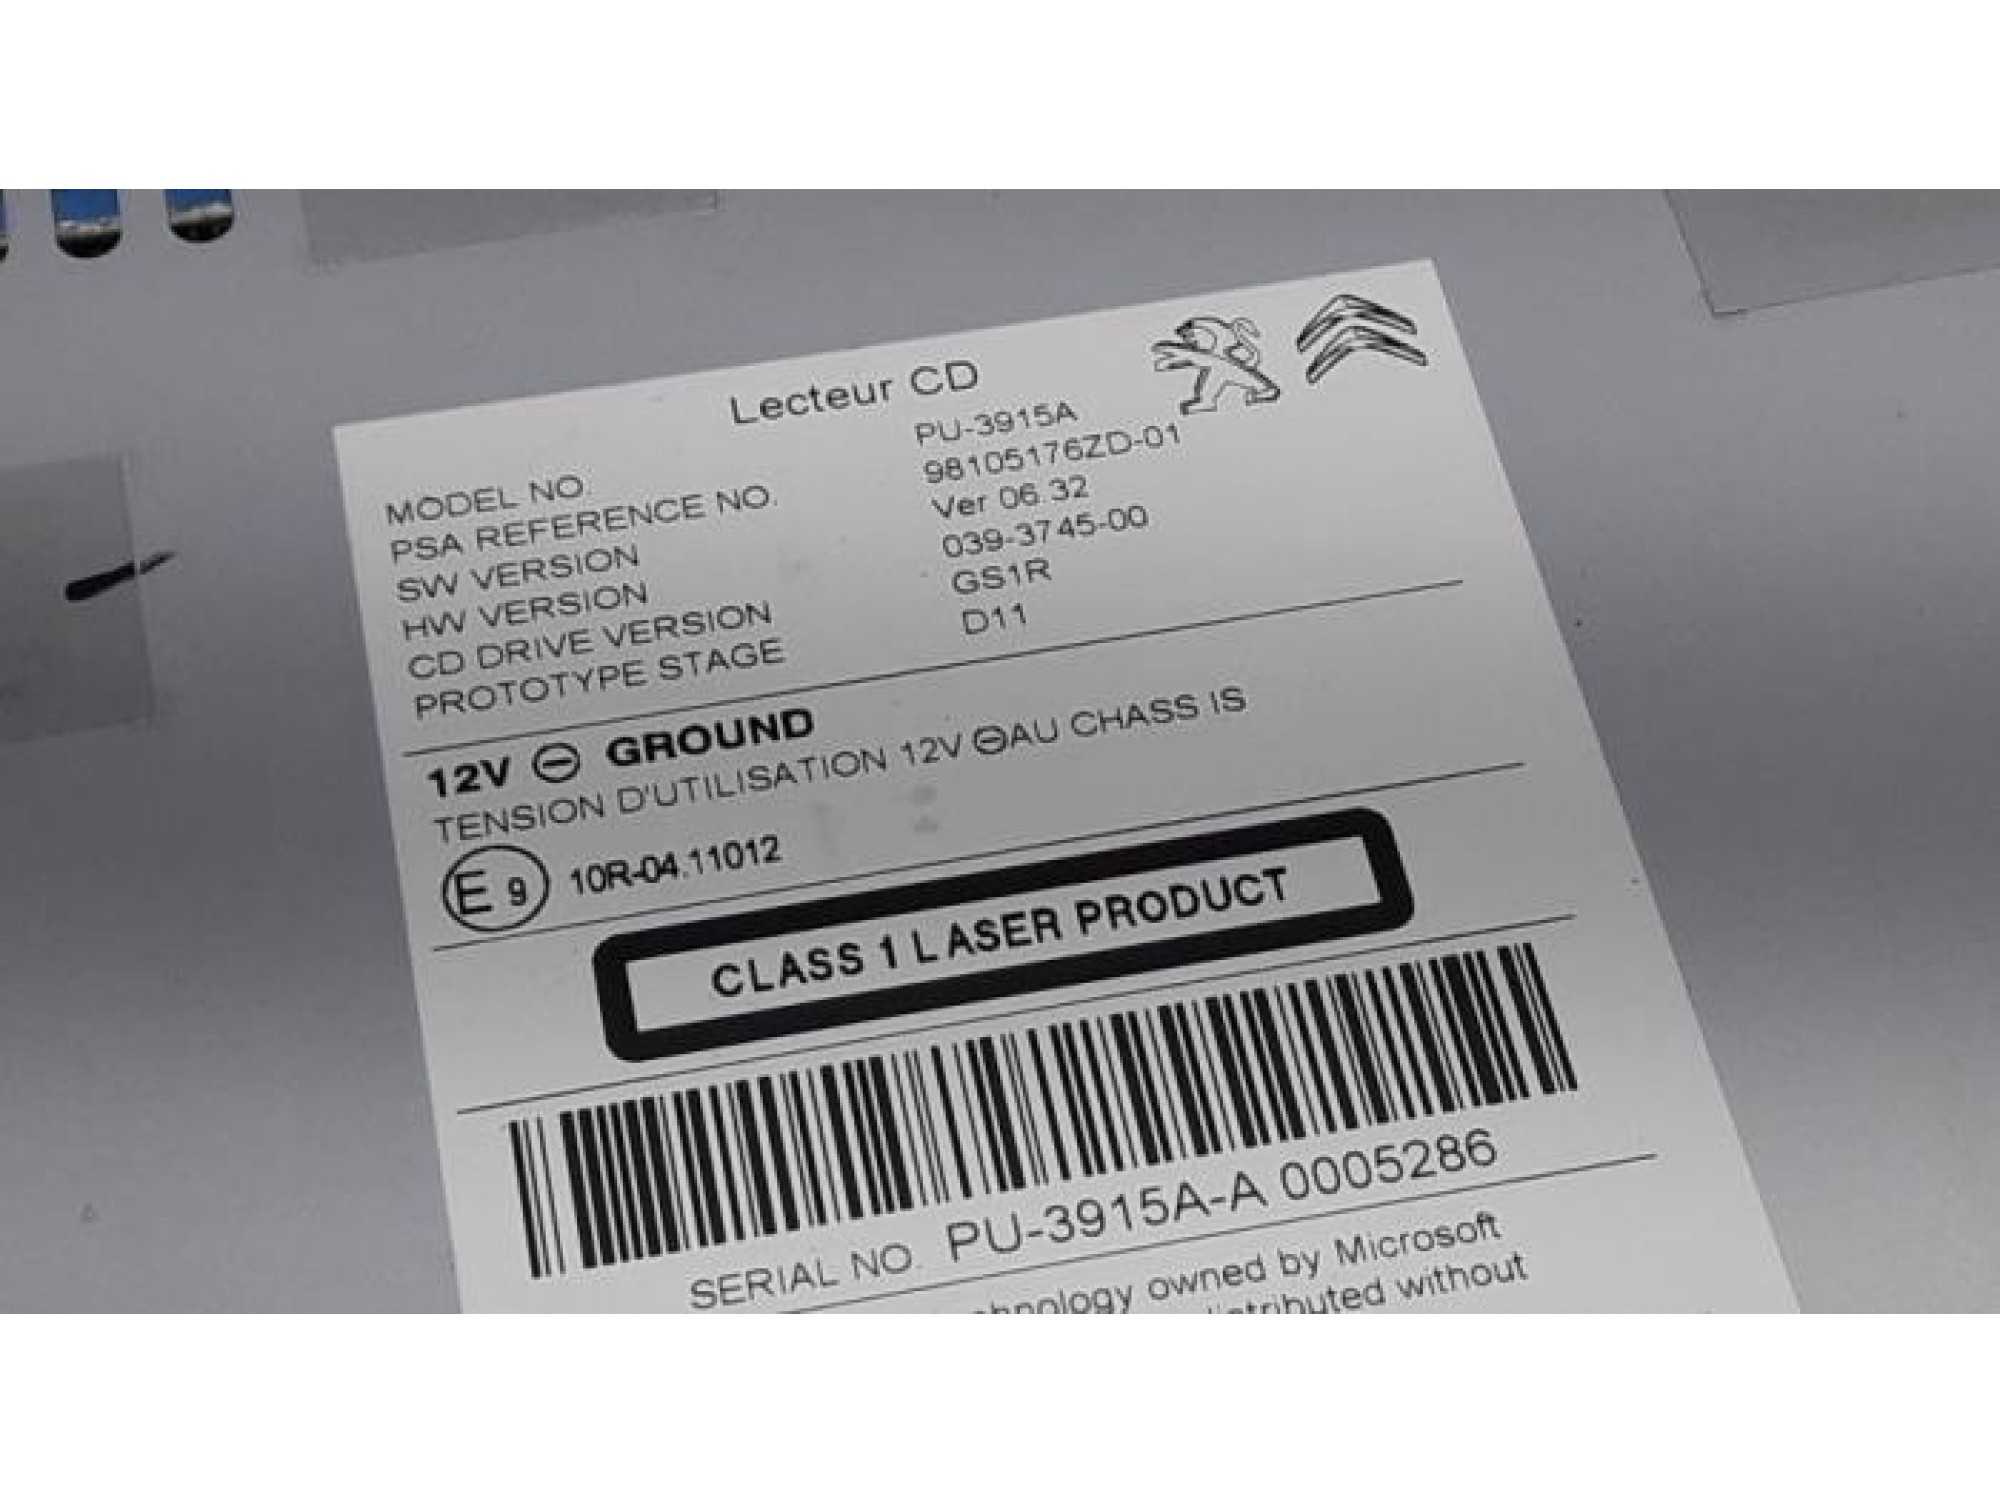 Lecteur CD
MODEL NO. PU-3915A
PSA REFERENCE NO. 98105176ZD-01
SW VERSION Ver 06.32
HW VERSION 039-3745-00
CD DRIVE VERSION GS1R
PROTOTYPE STAGE D11
12V ⊖ GROUND
TENSION D'UTILISATION 12V ⊖AU CHASS IS
E 9 10R-04.11012
CLASS 1 LASER PRODUCT
SERIAL NO. PU-3915A-A 0005286
owned by Microsoft
without